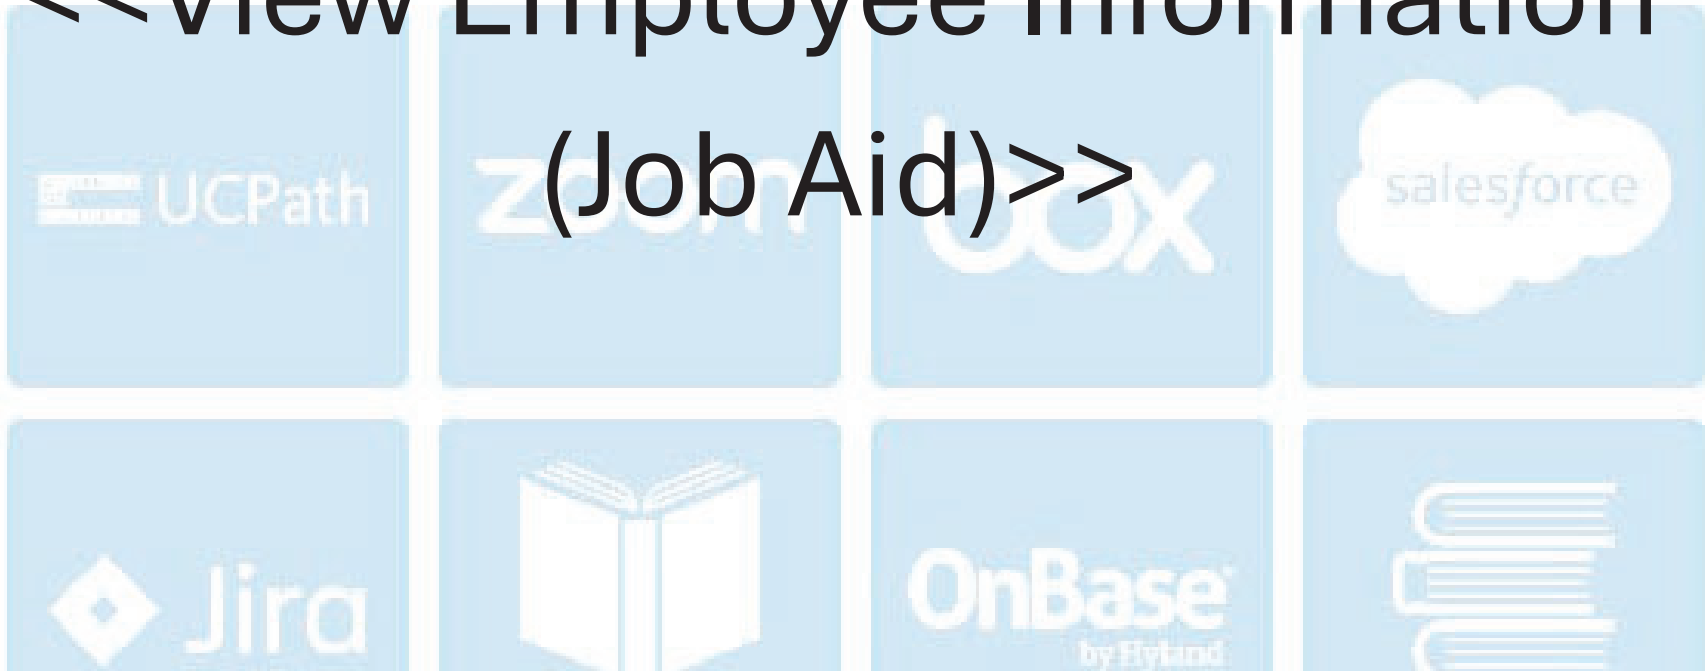 <<View Employee Information
(Job Aid)>>
UCPath
zoom
box
salesforce
Jira
OnBase
by Hyland